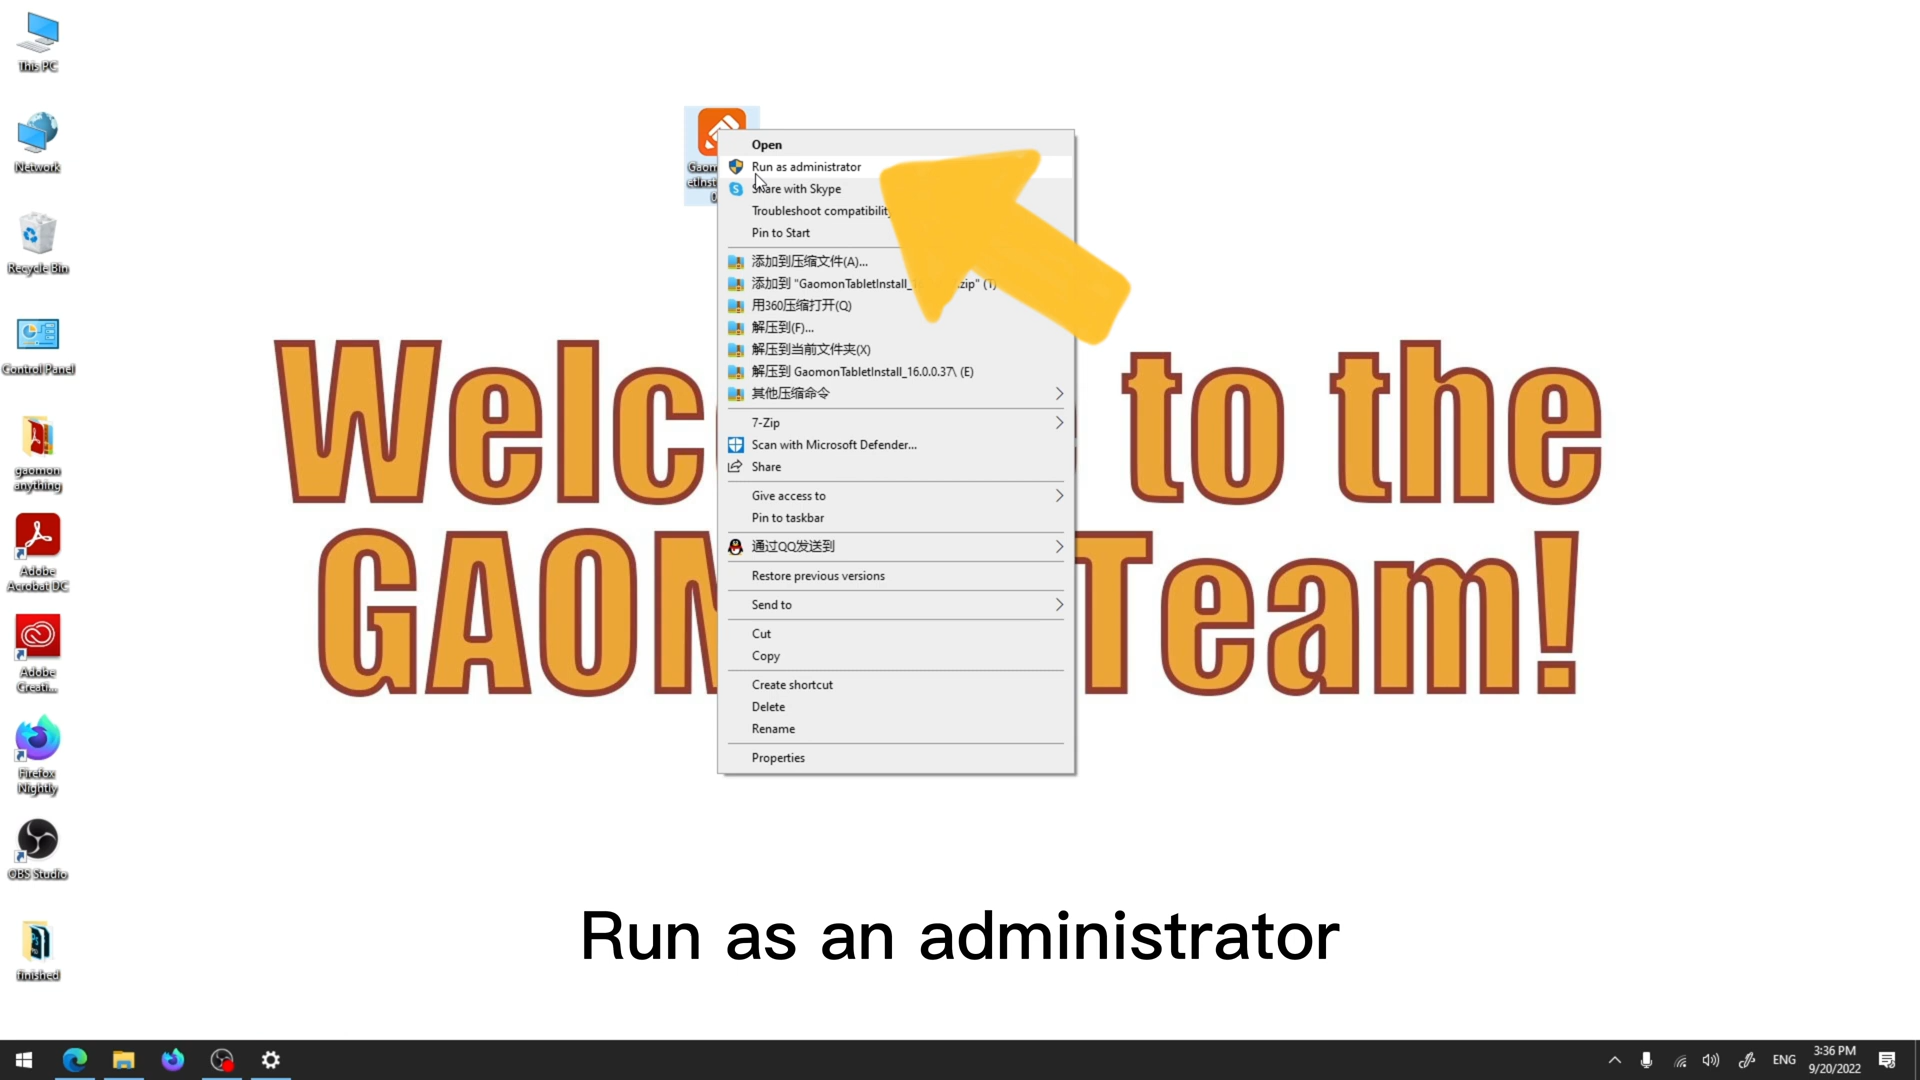 This PC
Network
Recycle Bin
Control Panel
gaomon
anything
Adobe
Acrobat DC
Adobe
Creati...
Firefox
Nightly
OBS Studio
finished
Open
Run as administrator
Share with Skype
Troubleshoot compatibility
Pin to Start
添加到压缩文件(A)...
添加到 "GaomonTabletInstall_ zip" (T)
用360压缩打开(Q)
解压到(F)...
解压到当前文件夹(X)
解压到 GaomonTabletInstall_16.0.0.37\ (E)
其他压缩命令
7-Zip
Scan with Microsoft Defender...
Share
Give access to
Pin to taskbar
通过QQ发送到
Restore previous versions
Send to
Cut
Copy
Create shortcut
Delete
Rename
Properties
to the
Team!
Run as an administrator
ENG
3:36 PM
9/20/2022